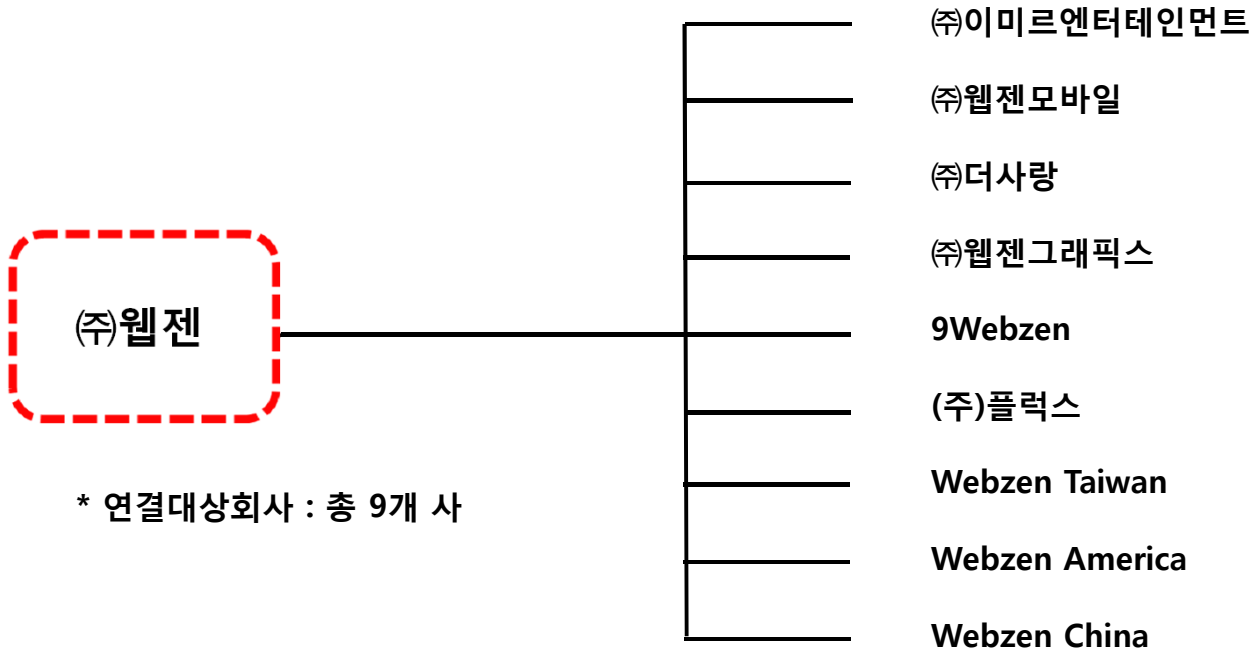 ㈜이미르엔터테인먼트
㈜웹젠모바일
㈜더사랑
㈜웹젠그래픽스
㈜웹젠
9Webzen
(주)플럭스
Webzen Taiwan
* 연결대상회사 : 총 9개 사
Webzen America
Webzen China